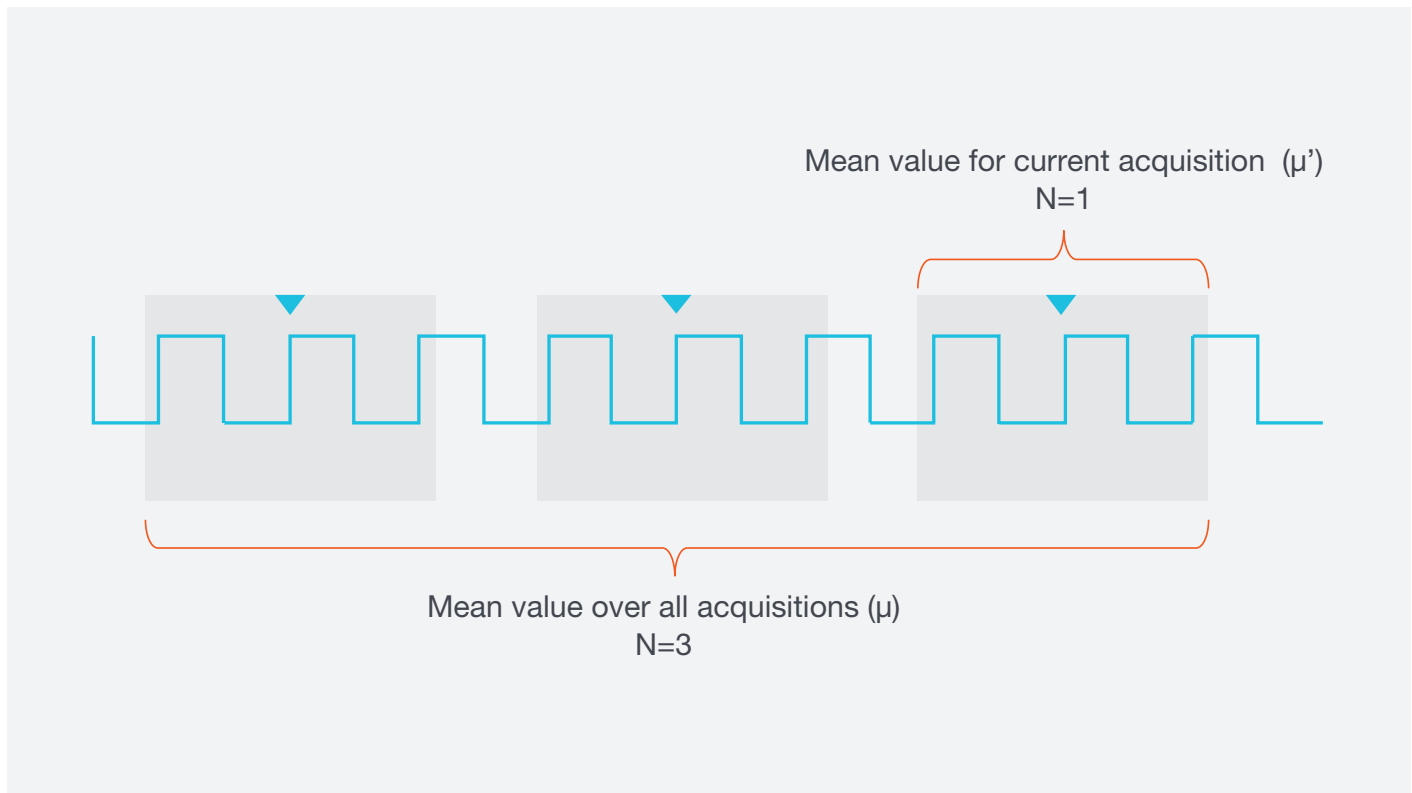 Mean value for current acquisition  (µ’)
N=1
Mean value over all acquisitions (µ)
N=3